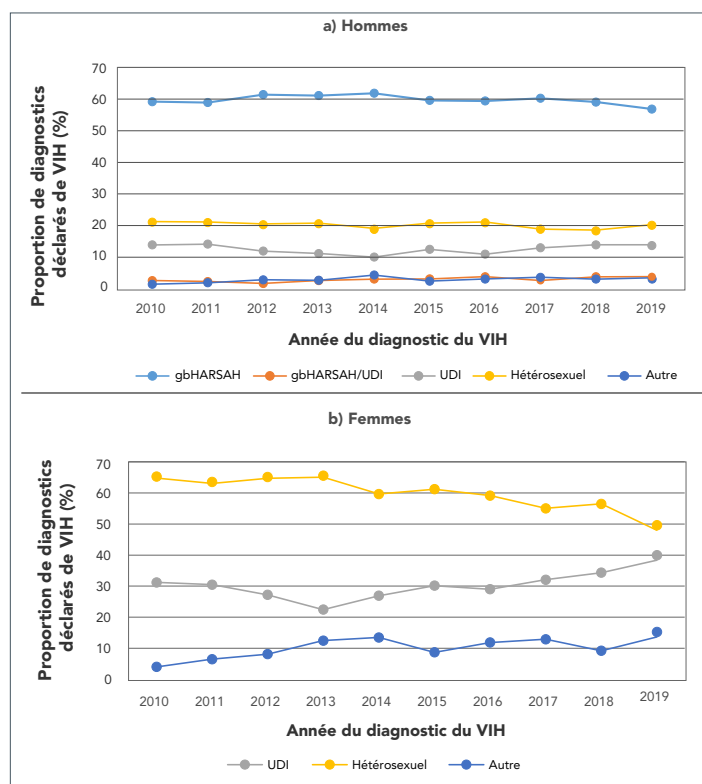 a) Hommes
Proportion de diagnostics
déclarés de VIH (%)
70
60
50
40
30
20
10
0
2010 2011 2012 2013 2014 2015 2016 2017 2018 2019
Année du diagnostic du VIH
gbHARSAH gbHARSAH/UDI UDI Hétérosexuel Autre
b) Femmes
Proportion de diagnostics
déclarés de VIH (%)
70
60
50
40
30
20
10
0
2010 2011 2012 2013 2014 2015 2016 2017 2018 2019
Année du diagnostic du VIH
UDI Hétérosexuel Autre